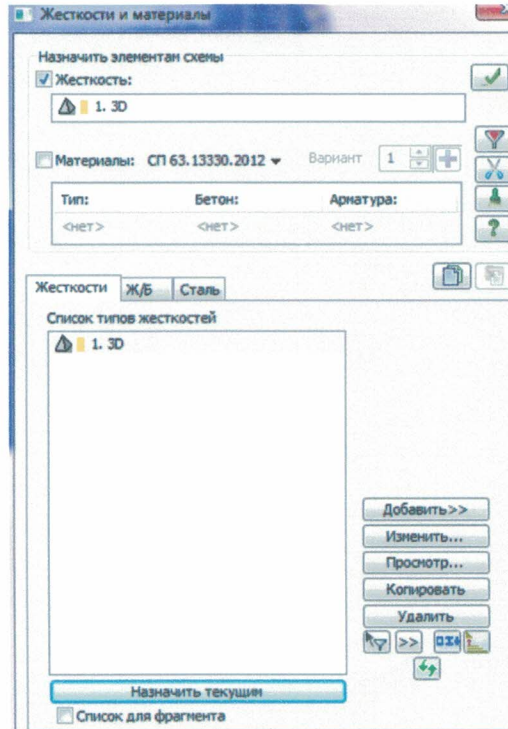 Жесткости и материалы
Назначить элементам схемы
Жесткость:
1. 3D
Материалы: СП 63.13330.2012 Вариант 1
Тип: Бетон: Арматура:
<нет> <нет> <нет>
Жесткости Ж/Б Сталь
Список типов жесткостей
1. 3D
Добавить>>
Изменить...
Просмотр...
Копировать
Удалить
>>
Назначить текущим
Список для фрагмента